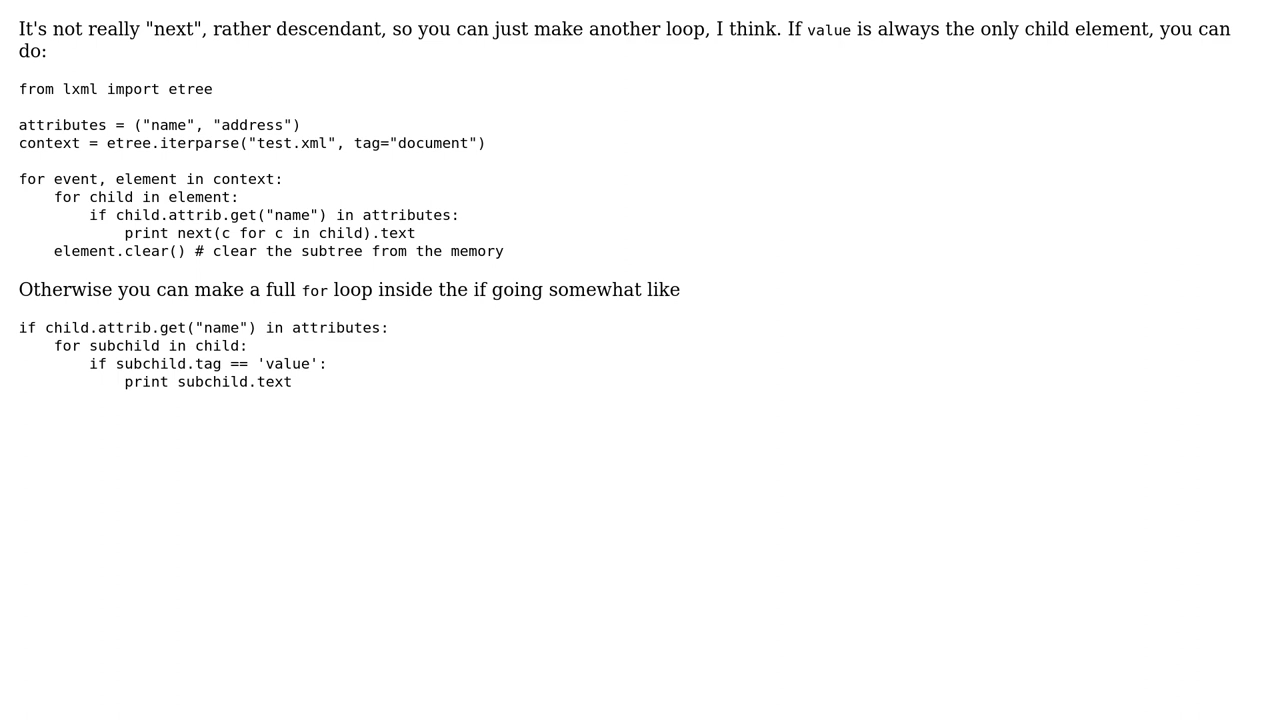 It's not really "next", rather descendant, so you can just make another loop, I think. If value is always the only child element, you can
do:
from lxml import etree
attributes = ("name", "address")
context = etree.iterparse("test.xml", tag="document")
for event, element in context:
    for child in element:
        if child.attrib.get("name") in attributes:
            print next(c for c in child).text
    element.clear() # clear the subtree from the memory
Otherwise you can make a full for loop inside the if going somewhat like
if child.attrib.get("name") in attributes:
    for subchild in child:
        if subchild.tag == 'value':
            print subchild.text